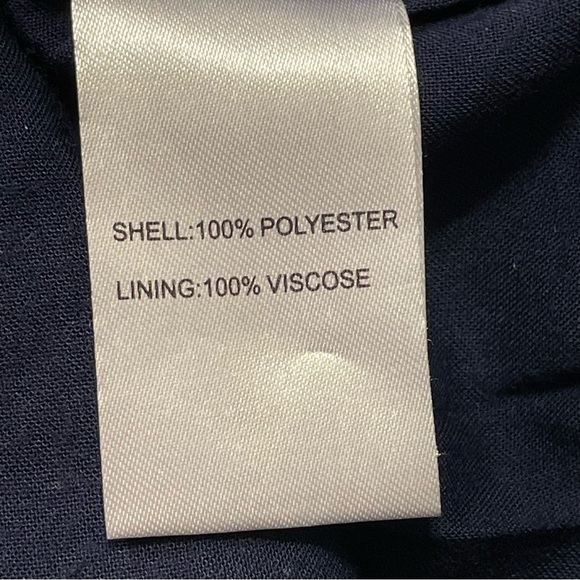 SHELL:100% POLYESTER
LINING:100% VISCOSE